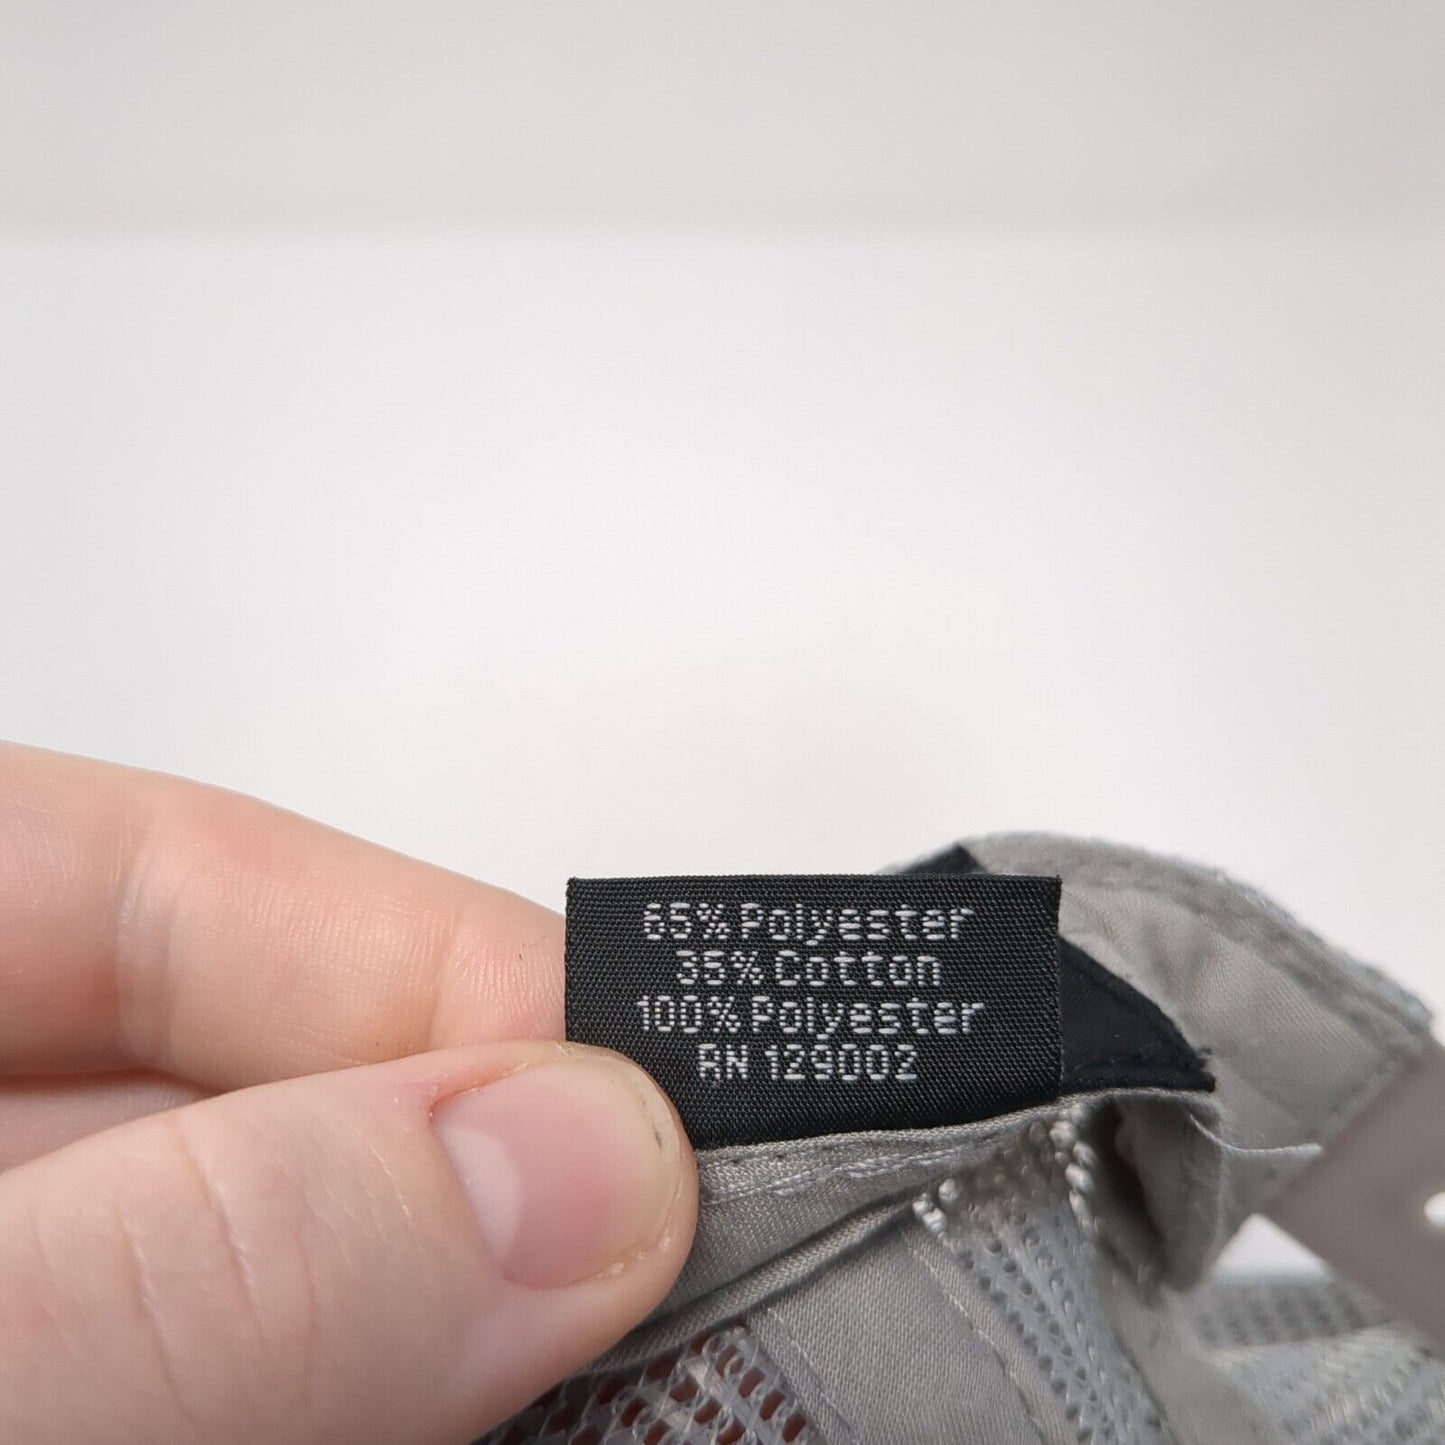 65% Polyester
35% Cotton
100% Polyester
RN 129002